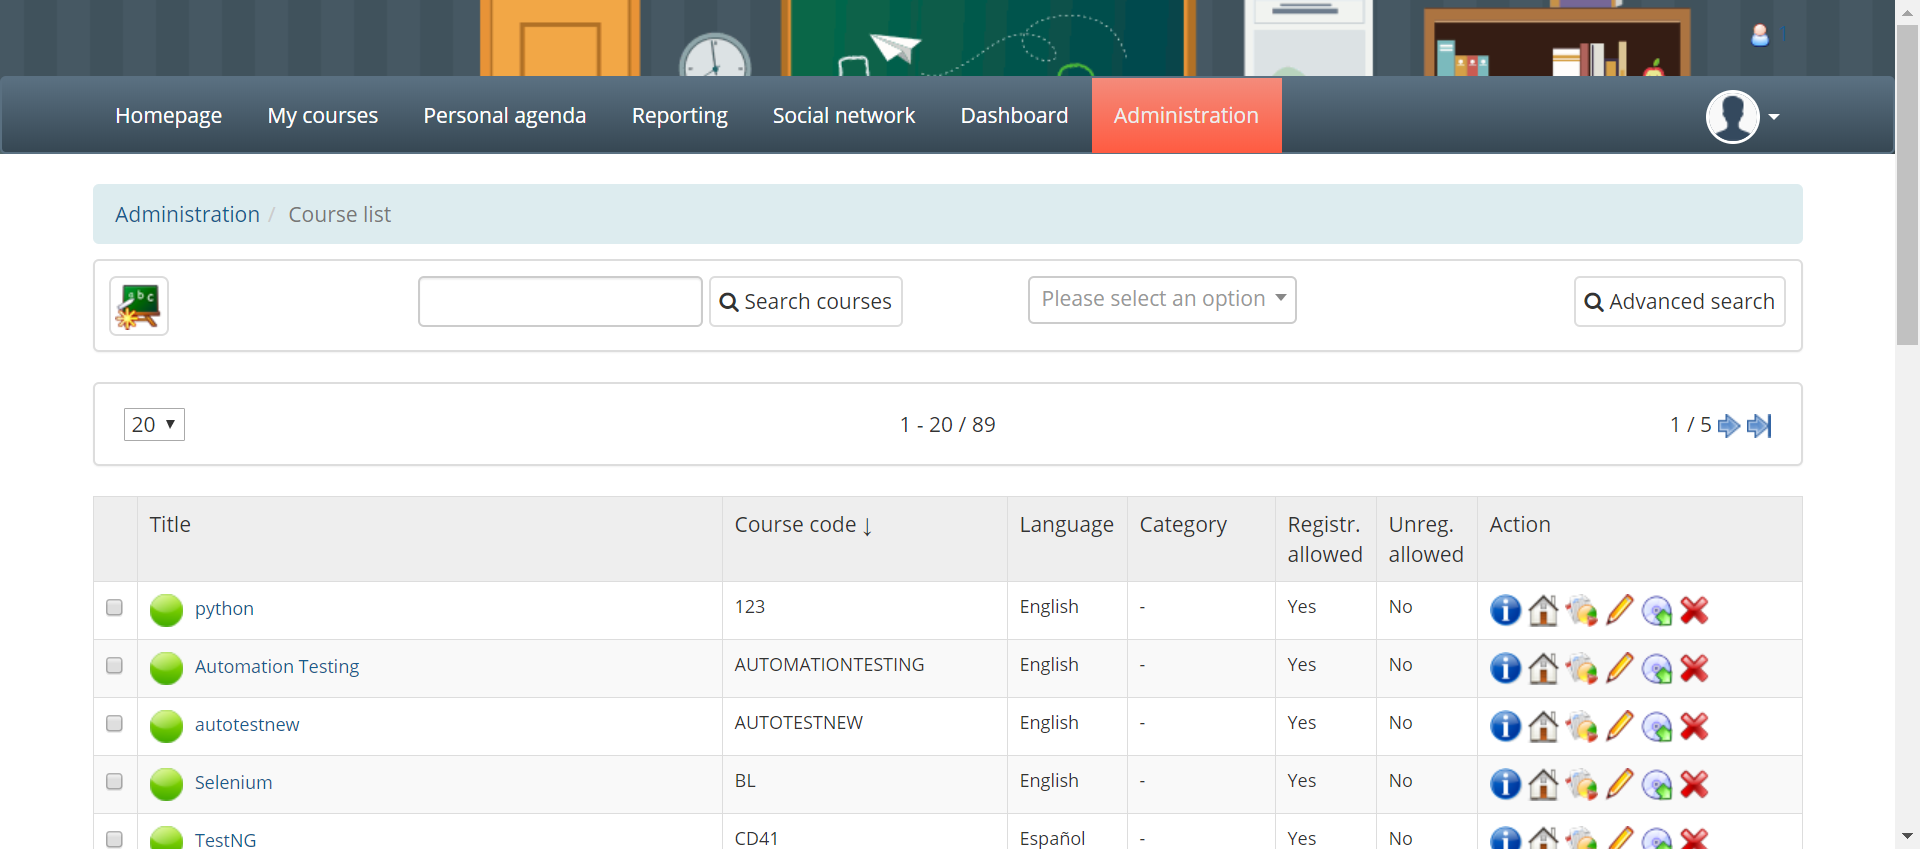 1
Homepage My courses Personal agenda Reporting Social network Dashboard Administration
Administration / Course list
abc
Search courses Please select an option Advanced search
20 1 - 20 / 89 1 / 5
Title Course code ↓ Language Category Registr. allowed Unreg. allowed Action
python 123 English - Yes No
Automation Testing AUTOMATIONTESTING English - Yes No
autotestnew AUTOTESTNEW English - Yes No
Selenium BL English - Yes No
TestNG CD41 Español - Yes No